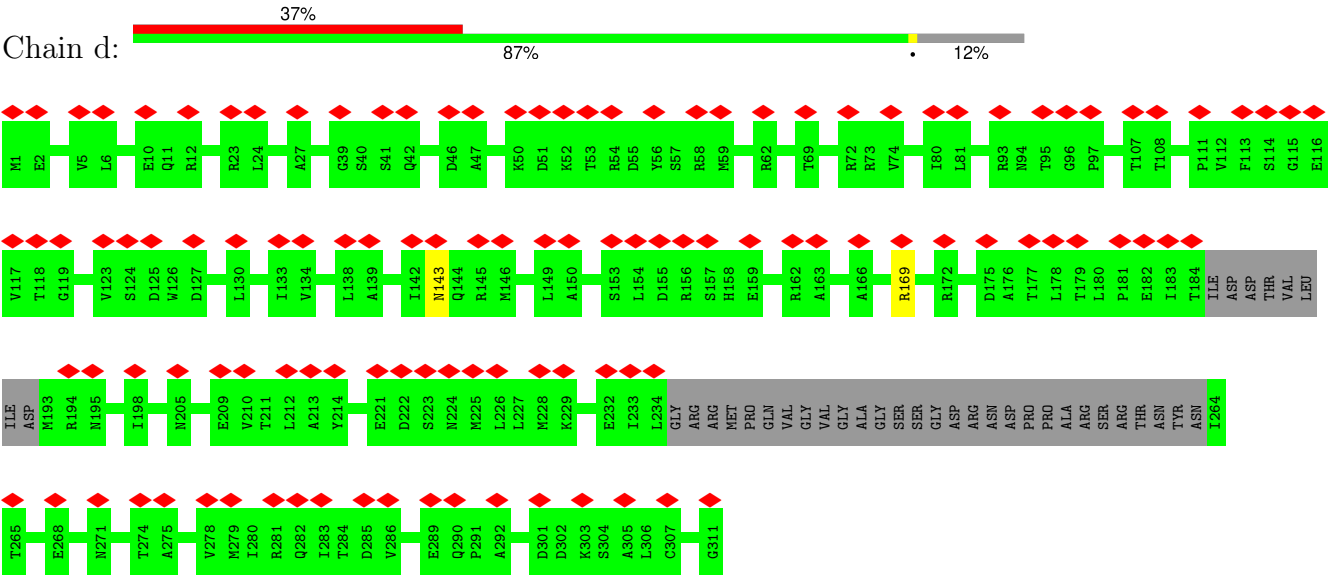 37%
Chain d:
87% • 12%
M1 E2 V5 L6 E10 Q11 R12 R23 L24 A27 G39 S40 S41 Q42 D46 A47 K50 D51 K52 T53 R54 D55 Y56 S57 R58 M59 R62 T69 R72 R73 V74 I80 L81 R93 N94 T95 G96 P97 T107 T108 P111 V112 F113 S114 G115 E116
V117 T118 G119 V123 S124 D125 W126 D127 L130 I133 V134 L138 A139 I142 N143 Q144 R145 M146 L149 A150 S153 L154 D155 R156 S157 H158 E159 R162 A163 A166 R169 R172 D175 A176 T177 L178 T179 L180 P181 E182 I183 T184 ILE ASP ASP THR VAL LEU
ILE ASP M193 R194 N195 I198 N205 E209 V210 T211 L212 A213 Y214 E221 D222 S223 N224 M225 L226 L227 M228 K229 E232 I233 L234 GLY ARG ARG MET PRO GLN VAL GLY VAL GLY ALA GLY SER SER GLY ASP ARG ASN ASP PRO PRO ALA ARG SER ARG THR ASN TYR ASN I264
T265 E268 N271 T274 A275 V278 M279 I280 R281 Q282 I283 T284 D285 V286 E289 Q290 P291 A292 D301 D302 K303 S304 A305 L306 C307 G311